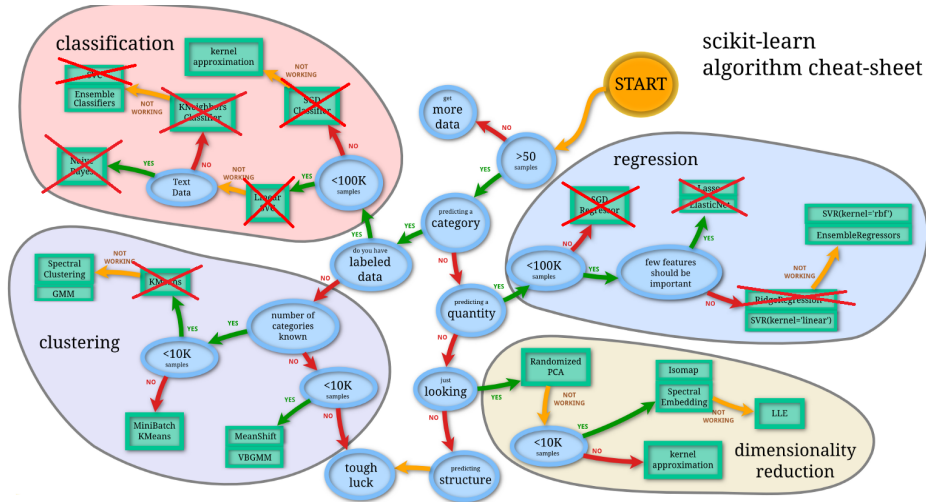 scikit-learn
algorithm cheat-sheet
START
classification
kernel
approximation
NOT
WORKING
SVC
Ensemble
Classifiers
NOT
WORKING
KNeighbors
Classifier
SGD
Classifier
NO
YES
NO
Naive
Bayes
Text
Data
NOT
WORKING
Linear
SVC
YES
<100K
samples
get
more
data
NO
>50
samples
YES
predicting a
category
YES
YES
do you have
labeled
data
NO
NO
regression
SGD
Regressor
Lasso
ElasticNet
SVR(kernel='rbf')
EnsembleRegressors
NO
YES
NOT
WORKING
<100K
samples
YES
few features
should be
important
NO
RidgeRegression
SVR(kernel='linear')
predicting a
quantity
YES
NO
clustering
Spectral
Clustering
GMM
NOT
WORKING
KMeans
YES
number of
categories
known
YES
<10K
samples
NO
NO
<10K
samples
MiniBatch
KMeans
YES
NO
MeanShift
VBGMM
tough
luck
just
looking
YES
NO
predicting
structure
Randomized
PCA
NOT
WORKING
Isomap
Spectral
Embedding
NOT
WORKING
LLE
YES
<10K
samples
NO
kernel
approximation
dimensionality
reduction